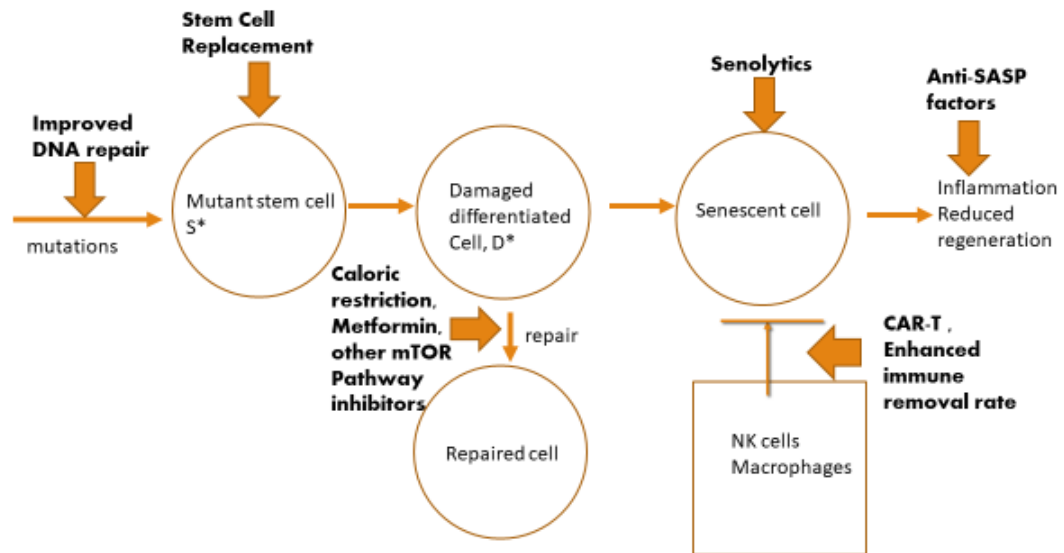 Stem Cell
Replacement
Improved
DNA repair
mutations
Mutant stem cell
S*
Damaged
differentiated
Cell, D*
Caloric
restriction,
Metformin,
other mTOR
Pathway
inhibitors
repair
Repaired cell
Senolytics
Senescent cell
Anti-SASP
factors
Inflammation
Reduced
regeneration
CAR-T ,
Enhanced
immune
removal rate
NK cells
Macrophages